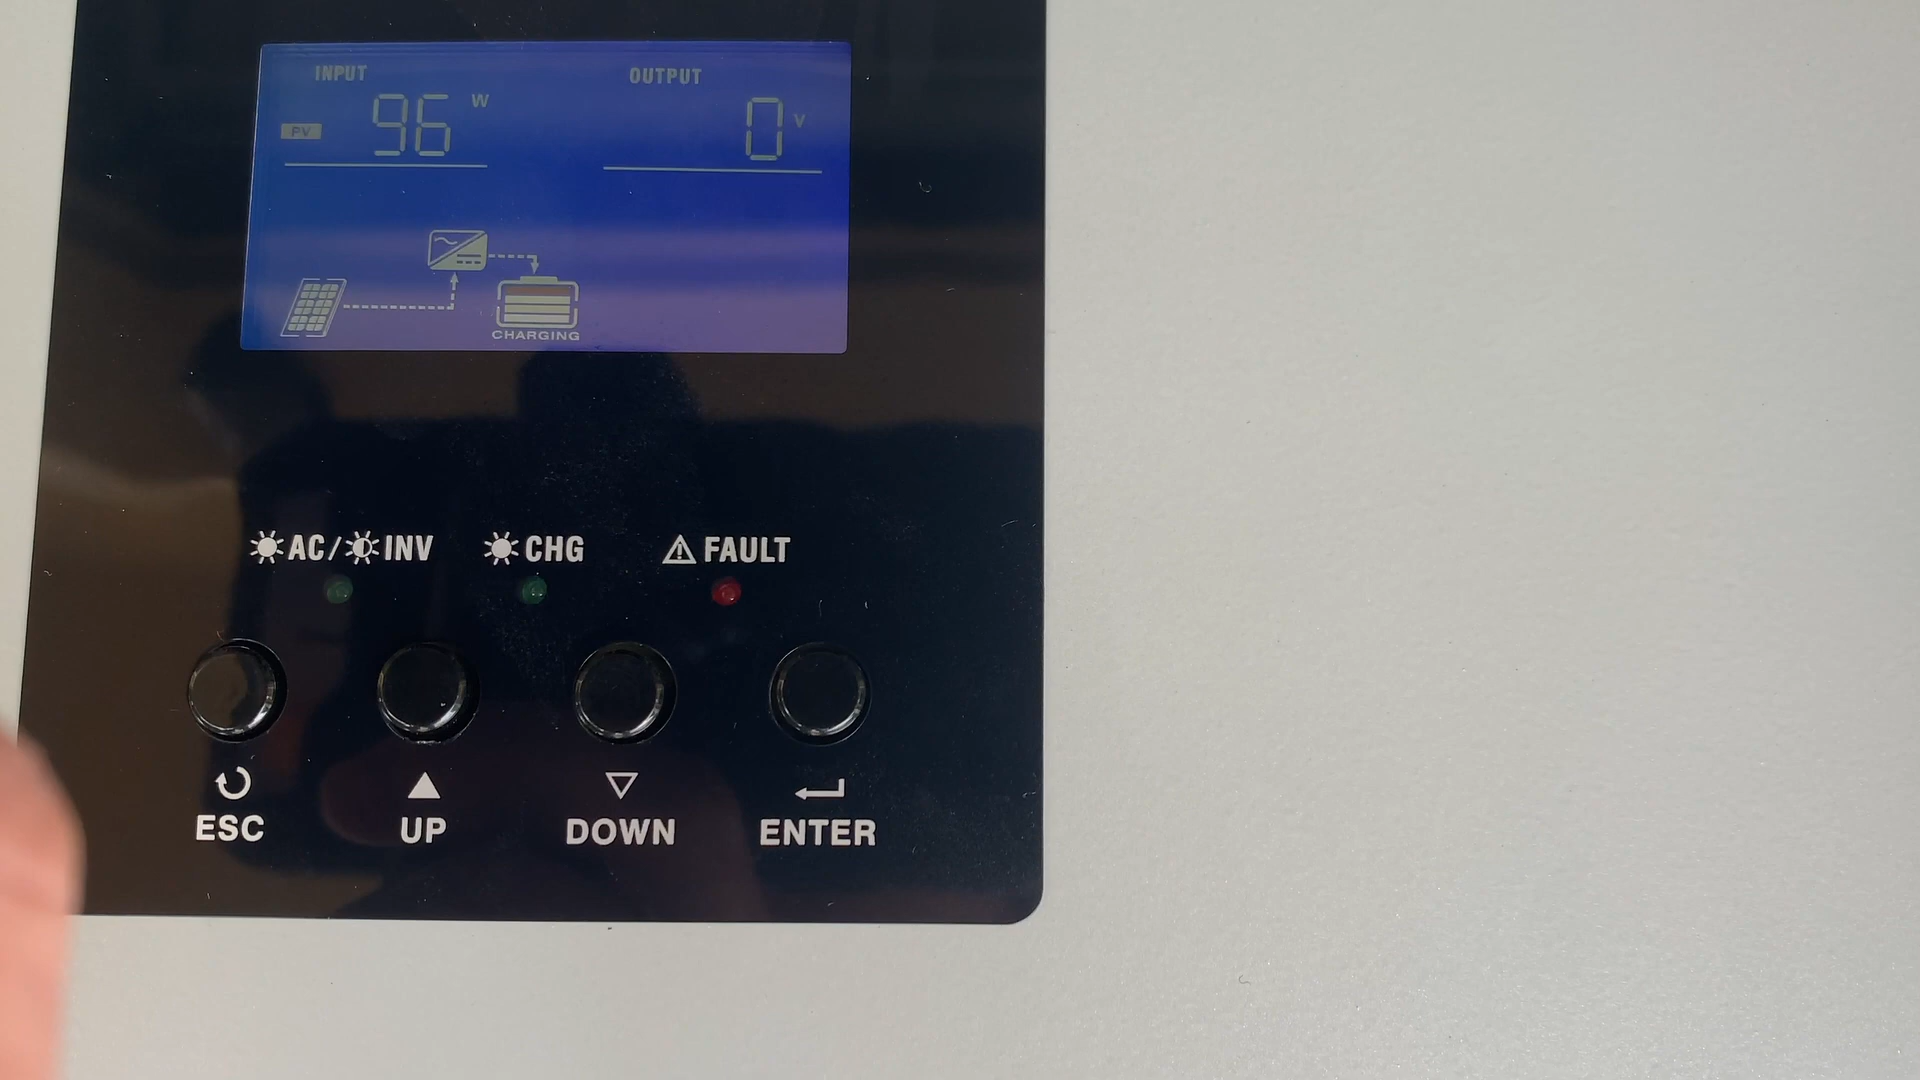 INPUT
OUTPUT
PV 96 W
0 V
CHARGING
AC/ INV
CHG
FAULT
ESC
UP
DOWN
ENTER